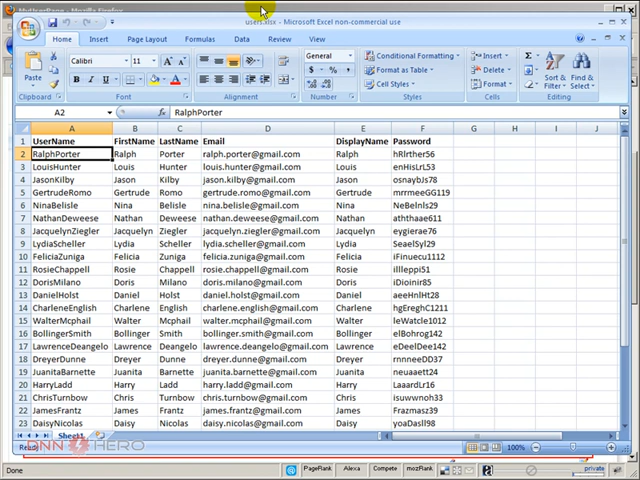 MyUserPage - Mozilla Firefox
users.xlsx - Microsoft Excel non-commercial use
Home Insert Page Layout Formulas Data Review View
Calibri 11 General Conditional Formatting Insert
Paste Format as Table Delete Sort & Filter Find & Select
Cell Styles Format
Clipboard Font Alignment Number Styles Cells Editing
A2 RalphPorter
A B C D E F G H I J
1 UserName FirstName LastName Email DisplayName Password
2 RalphPorter Ralph Porter ralph.porter@gmail.com Ralph hRlrther56
3 LouisHunter Louis Hunter louis.hunter@gmail.com Louis enHisLrL53
4 JasonKilby Jason Kilby jason.kilby@gmail.com Jason osnaybJs78
5 GertrudeRomo Gertrude Romo gertrude.romo@gmail.com Gertrude mrrmeeGG119
6 NinaBelisle Nina Belisle nina.belisle@gmail.com Nina NeBelnls29
7 NathanDeweese Nathan Deweese nathan.deweese@gmail.com Nathan aththaae611
8 JacquelynZiegler Jacquelyn Ziegler jacquelyn.ziegler@gmail.com Jacquelyn eygierae76
9 LydiaScheller Lydia Scheller lydia.scheller@gmail.com Lydia SeaelSyl29
10 FeliciaZuniga Felicia Zuniga felicia.zuniga@gmail.com Felicia iFinuecu1112
11 RosieChappell Rosie Chappell rosie.chappell@gmail.com Rosie illleppi51
12 DorisMilano Doris Milano doris.milano@gmail.com Doris iDioinir85
13 DanielHolst Daniel Holst daniel.holst@gmail.com Daniel aeeHnIHt58
14 CharleneEnglish Charlene English charlene.english@gmail.com Charlene gEreghC1211
15 WalterMcphail Walter Mcphail walter.mcphail@gmail.com Walter leWatclc1012
16 BollingerSmith Bollinger Smith bollinger.smith@gmail.com Bollinger elBohrog142
17 LawrenceDeangelo Lawrence Deangelo lawrence.deangelo@gmail.com Lawrence eDeelDee142
18 DreyerDunne Dreyer Dunne dreyer.dunne@gmail.com Dreyer rnnneeDD37
19 JuanitaBarnette Juanita Barnette juanita.barnette@gmail.com Juanita neuaaett24
20 HarryLadd Harry Ladd harry.ladd@gmail.com Harry LaaardLr16
21 ChrisTurnbow Chris Turnbow chris.turnbow@gmail.com Chris iuswwnoh03
22 JamesFrantz James Frantz james.frantz@gmail.com James Frazmasz39
23 DaisyNicolas Daisy Nicolas daisy.nicolas@gmail.com Daisy yoaDasll98
Sheet1
DNN HERO
Ready 100%
Done PageRank Alexa Compete mozRank private